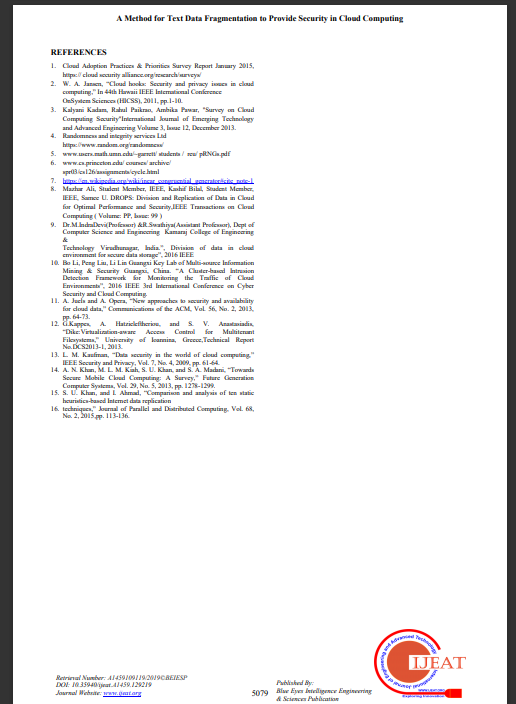 A Method for Text Data Fragmentation to Provide Security in Cloud Computing
REFERENCES
1. Cloud Adoption Practices & Priorities Survey Report January 2015,
https:// cloud security alliance.org/research/surveys/
2. W. A. Jansen, “Cloud hooks: Security and privacy issues in cloud
computing,” In 44th Hawaii IEEE International Conference
OnSystem Sciences (HICSS), 2011, pp.1-10.
3. Kalyani Kadam, Rahul Paikrao, Ambika Pawar, "Survey on Cloud
Computing Security"International Journal of Emerging Technology
and Advanced Engineering Volume 3, Issue 12, December 2013.
4. Randomness and integrity services Ltd
https://www.random.org/randomness/
5. www.users.math.umn.edu/~garrett/ students / reu/ pRNGs.pdf
6. www.cs.princeton.edu/ courses/ archive/
spr03/cs126/assignments/cycle.html
7. https://en.wikipedia.org/wiki/inear_congruential_generator#cite_note-1
8. Mazhar Ali, Student Member, IEEE, Kashif Bilal, Student Member,
IEEE, Samee U. DROPS: Division and Replication of Data in Cloud
for Optimal Performance and Security,IEEE Transactions on Cloud
Computing ( Volume: PP, Issue: 99 )
9. Dr.M.IndraDevi(Professor) &R.Swathiya(Assistant Professor), Dept of
Computer Science and Engineering Kamaraj College of Engineering
&
Technology Virudhunagar, India.”, Division of data in cloud
environment for secure data storage”, 2016 IEEE
10. Bo Li, Peng Liu, Li Lin Guangxi Key Lab of Multi-source Information
Mining & Security Guangxi, China. “A Cluster-based Intrusion
Detection Framework for Monitoring the Traffic of Cloud
Environments”, 2016 IEEE 3rd International Conference on Cyber
Security and Cloud Computing.
11. A. Juels and A. Opera, “New approaches to security and availability
for cloud data,” Communications of the ACM, Vol. 56, No. 2, 2013,
pp. 64-73.
12. G.Kappes, A. Hatzieleftheriou, and S. V. Anastasiadis,
“Dike:Virtualization-aware Access Control for Multitenant
Filesystems,” University of Ioannina, Greece,Technical Report
No.DCS2013-1, 2013.
13. L. M. Kaufman, “Data security in the world of cloud computing,”
IEEE Security and Privacy, Vol. 7, No. 4, 2009, pp. 61-64.
14. A. N. Khan, M. L. M. Kiah, S. U. Khan, and S. A. Madani, “Towards
Secure Mobile Cloud Computing: A Survey,” Future Generation
Computer Systems, Vol. 29, No. 5, 2013, pp. 1278-1299.
15. S. U. Khan, and I. Ahmad, “Comparison and analysis of ten static
heuristics-based Internet data replication
16. techniques,” Journal of Parallel and Distributed Computing, Vol. 68,
No. 2, 2015,pp. 113-136.
Retrieval Number: A1459109119/2019©BEIESP
DOI: 10.35940/ijeat.A1459.129219
Journal Website: www.ijeat.org
5079
Published By:
Blue Eyes Intelligence Engineering
& Sciences Publication
International Journal of Engineering and Advanced Technology
IJEAT
www.ijeat.org
Exploring Innovation